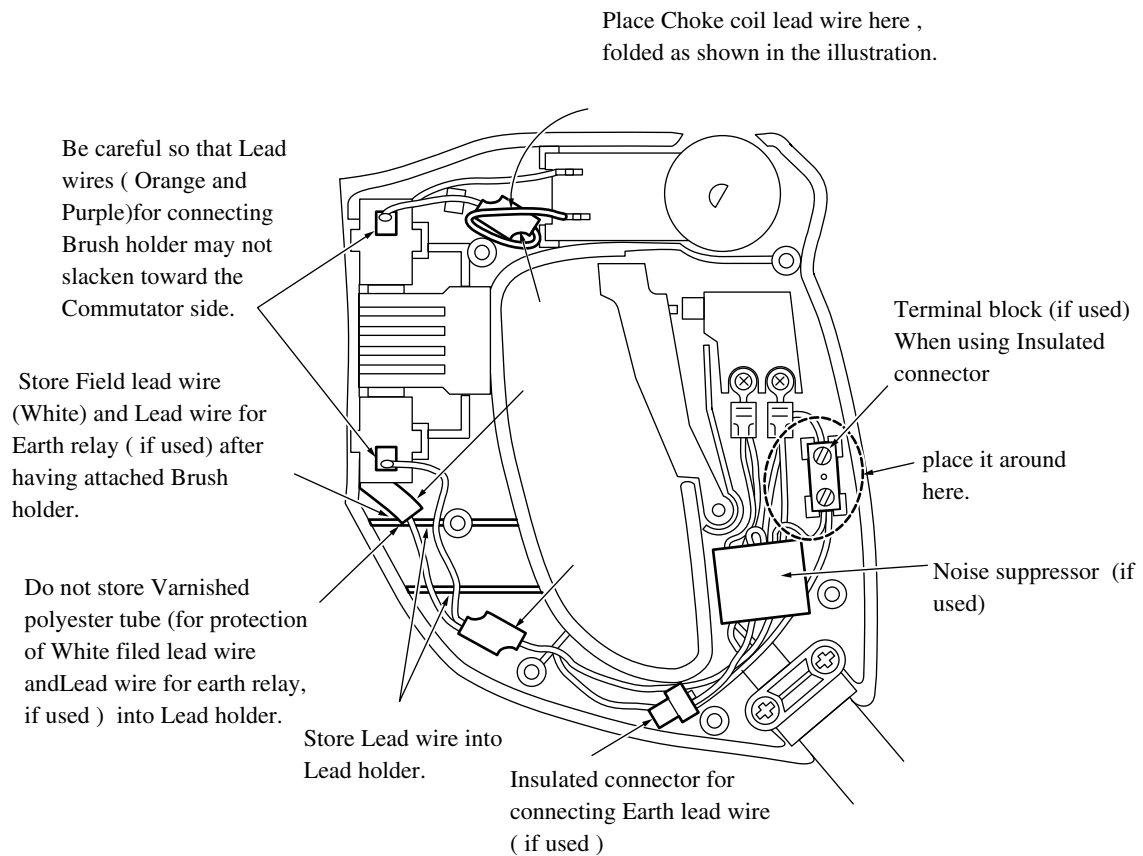 Place Choke coil lead wire here ,
folded as shown in the illustration.
Be careful so that Lead
wires ( Orange and
Purple)for connecting
Brush holder may not
slacken toward the
Commutator side.
Terminal block (if used)
When using Insulated
connector
Store Field lead wire
(White) and Lead wire for
Earth relay ( if used) after
having attached Brush
holder.
place it around
here.
Noise suppressor (if
used)
Do not store Varnished
polyester tube (for protection
of White filed lead wire
andLead wire for earth relay,
if used ) into Lead holder.
Store Lead wire into
Lead holder.
Insulated connector for
connecting Earth lead wire
( if used )